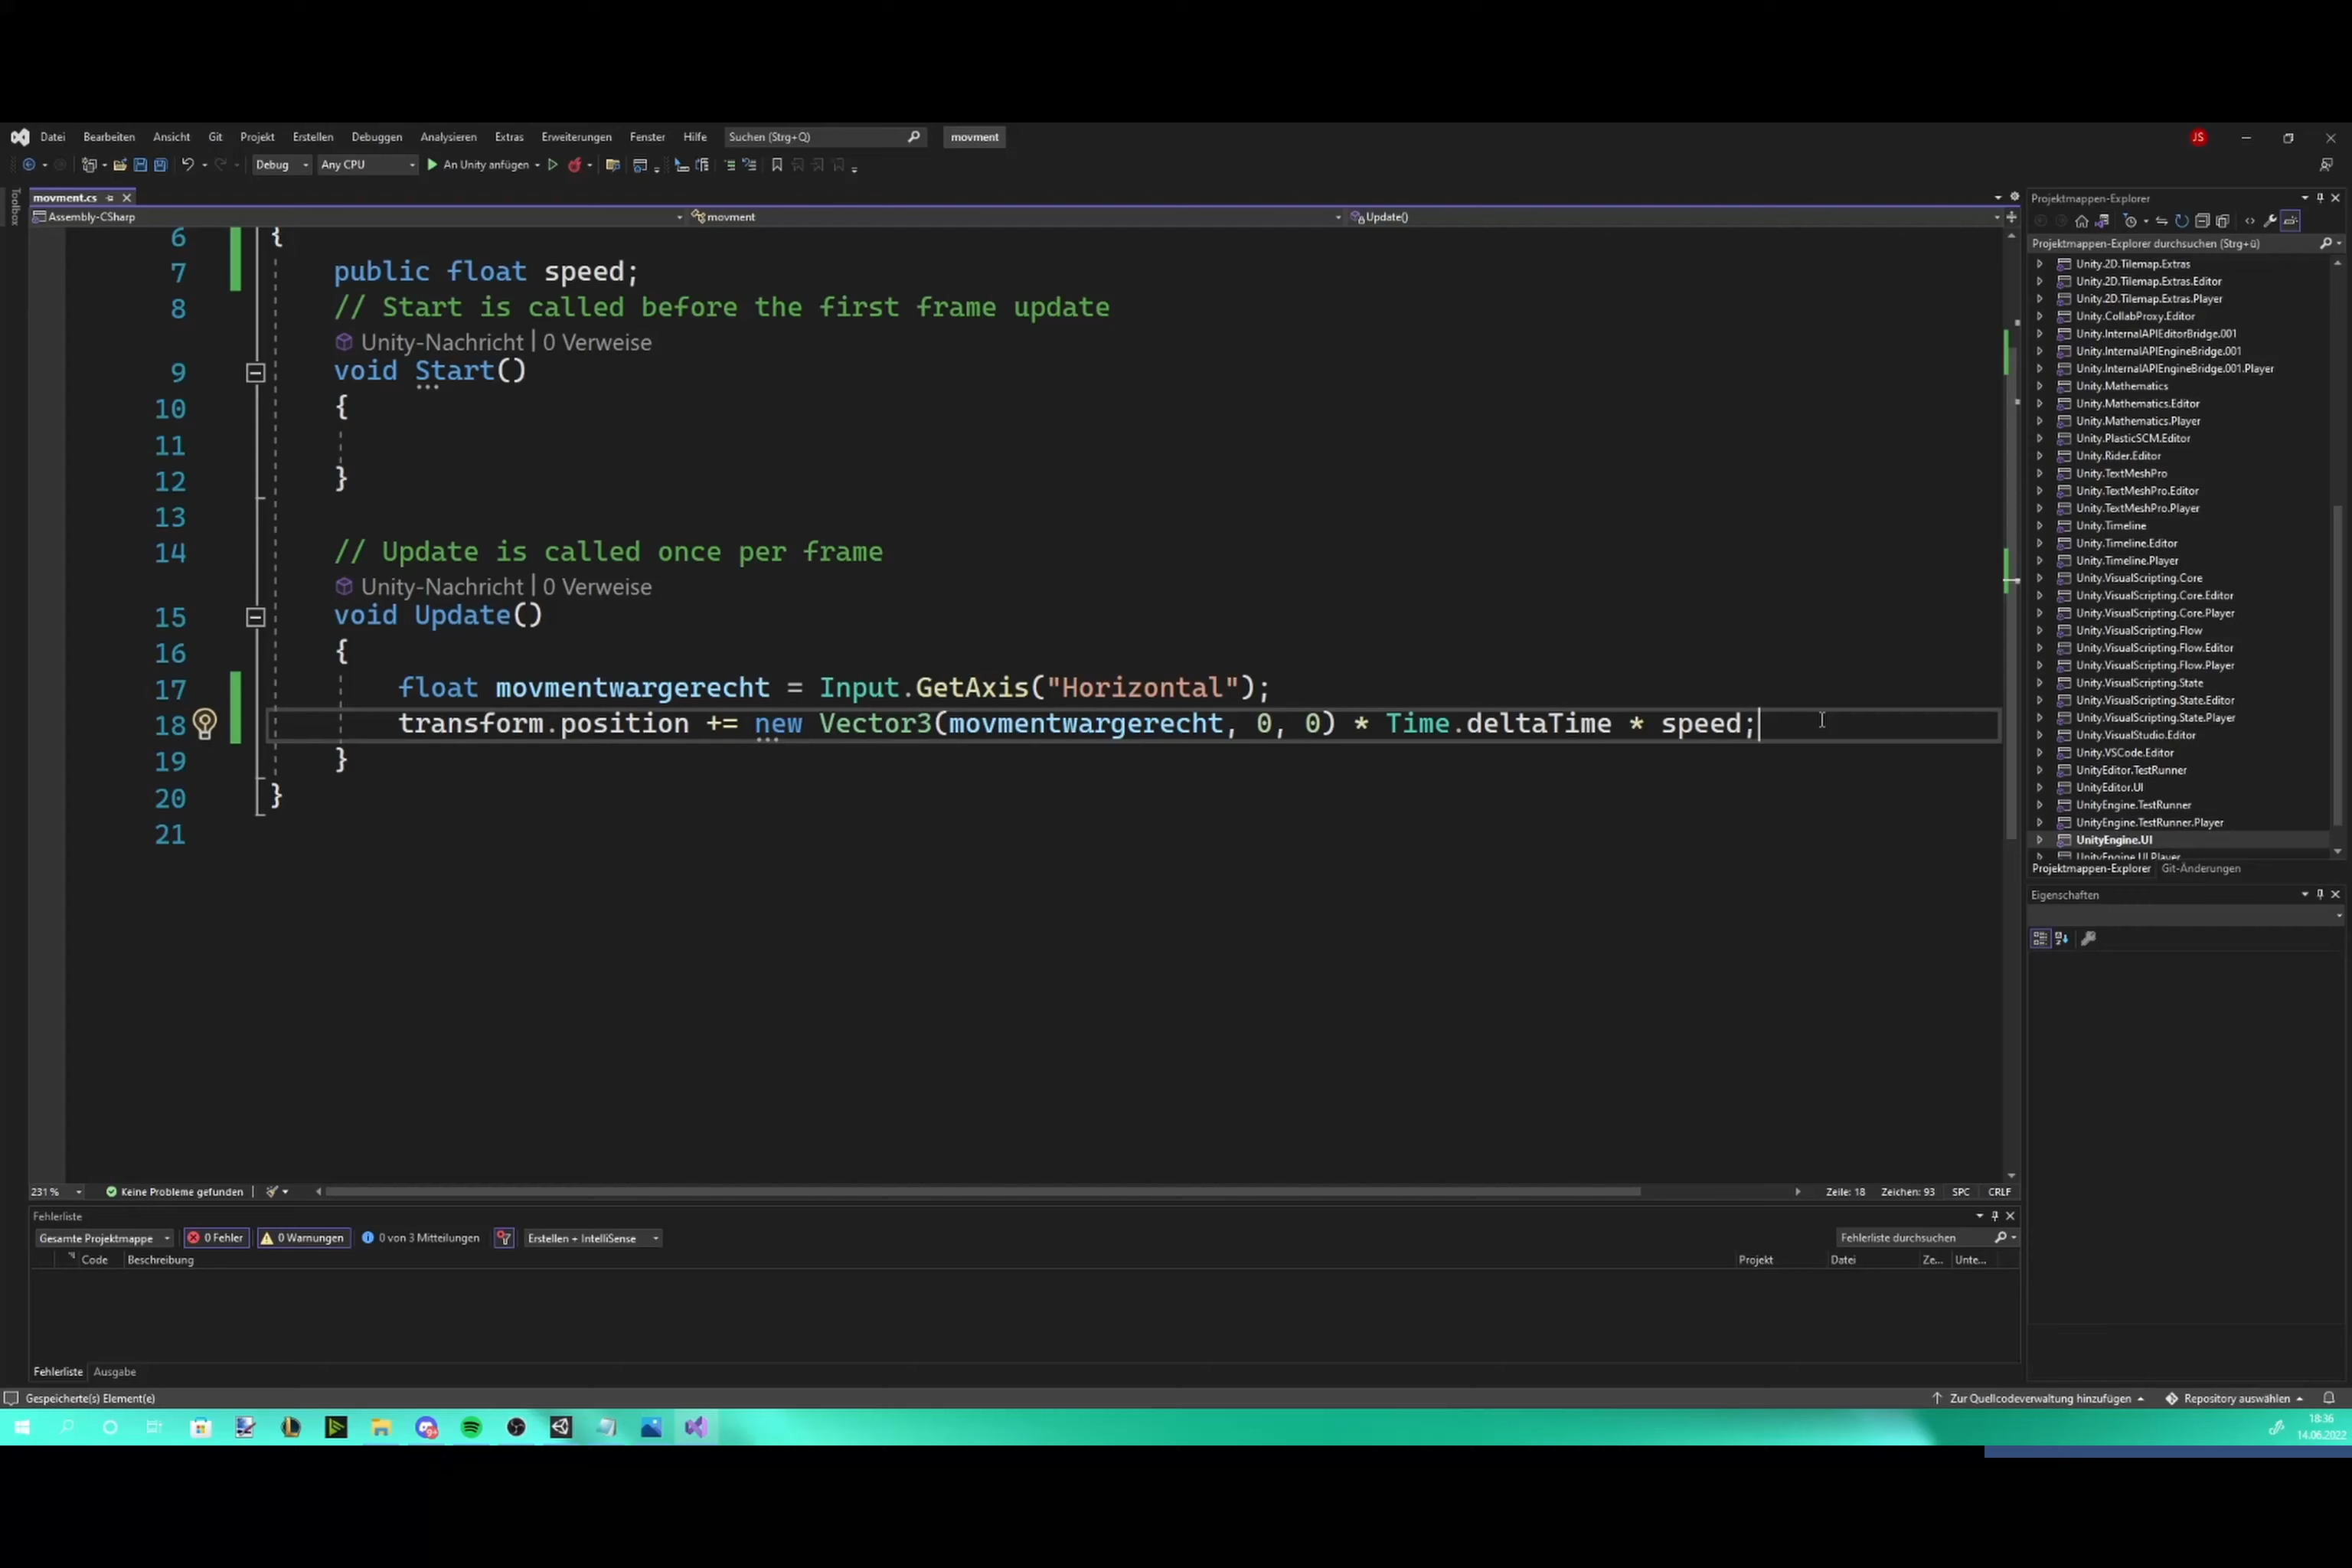 Datei Bearbeiten Ansicht Git Projekt Erstellen Debuggen Analysieren Extras Erweiterungen Fenster Hilfe Suchen (Strg+Q) movment JS
Debug Any CPU An Unity anfügen
Toolbox
movment.cs
Assembly-CSharp movment Update()
6 {
7 public float speed;
8 // Start is called before the first frame update
Unity-Nachricht | 0 Verweise
9 void Start()
10 {
11
12 }
13
14 // Update is called once per frame
Unity-Nachricht | 0 Verweise
15 void Update()
16 {
17 float movmentwargerecht = Input.GetAxis("Horizontal");
18 transform.position += new Vector3(movmentwargerecht, 0, 0) * Time.deltaTime * speed;
19 }
20 }
21
231 % Keine Probleme gefunden Zeile: 18 Zeichen: 93 SPC CRLF
Fehlerliste
Gesamte Projektmappe 0 Fehler 0 Warnungen 0 von 3 Mitteilungen Erstellen + IntelliSense Fehlerliste durchsuchen
Code Beschreibung Projekt Datei Ze... Unte...
Fehlerliste Ausgabe
Projektmappen-Explorer
Projektmappen-Explorer durchsuchen (Strg+ü)
Unity.2D.Tilemap.Extras
Unity.2D.Tilemap.Extras.Editor
Unity.2D.Tilemap.Extras.Player
Unity.CollabProxy.Editor
Unity.InternalAPIEditorBridge.001
Unity.InternalAPIEngineBridge.001
Unity.InternalAPIEngineBridge.001.Player
Unity.Mathematics
Unity.Mathematics.Editor
Unity.Mathematics.Player
Unity.PlasticSCM.Editor
Unity.Rider.Editor
Unity.TextMeshPro
Unity.TextMeshPro.Editor
Unity.TextMeshPro.Player
Unity.Timeline
Unity.Timeline.Editor
Unity.Timeline.Player
Unity.VisualScripting.Core
Unity.VisualScripting.Core.Editor
Unity.VisualScripting.Core.Player
Unity.VisualScripting.Flow
Unity.VisualScripting.Flow.Editor
Unity.VisualScripting.Flow.Player
Unity.VisualScripting.State
Unity.VisualScripting.State.Editor
Unity.VisualScripting.State.Player
Unity.VisualStudio.Editor
Unity.VSCode.Editor
UnityEditor.TestRunner
UnityEditor.UI
UnityEngine.TestRunner
UnityEngine.TestRunner.Player
UnityEngine.UI
UnityEngine.UI.Player
Projektmappen-Explorer Git-Änderungen
Eigenschaften
Gespeicherte(s) Element(e) Zur Quellcodeverwaltung hinzufügen Repository auswählen
18:36
14.06.2022